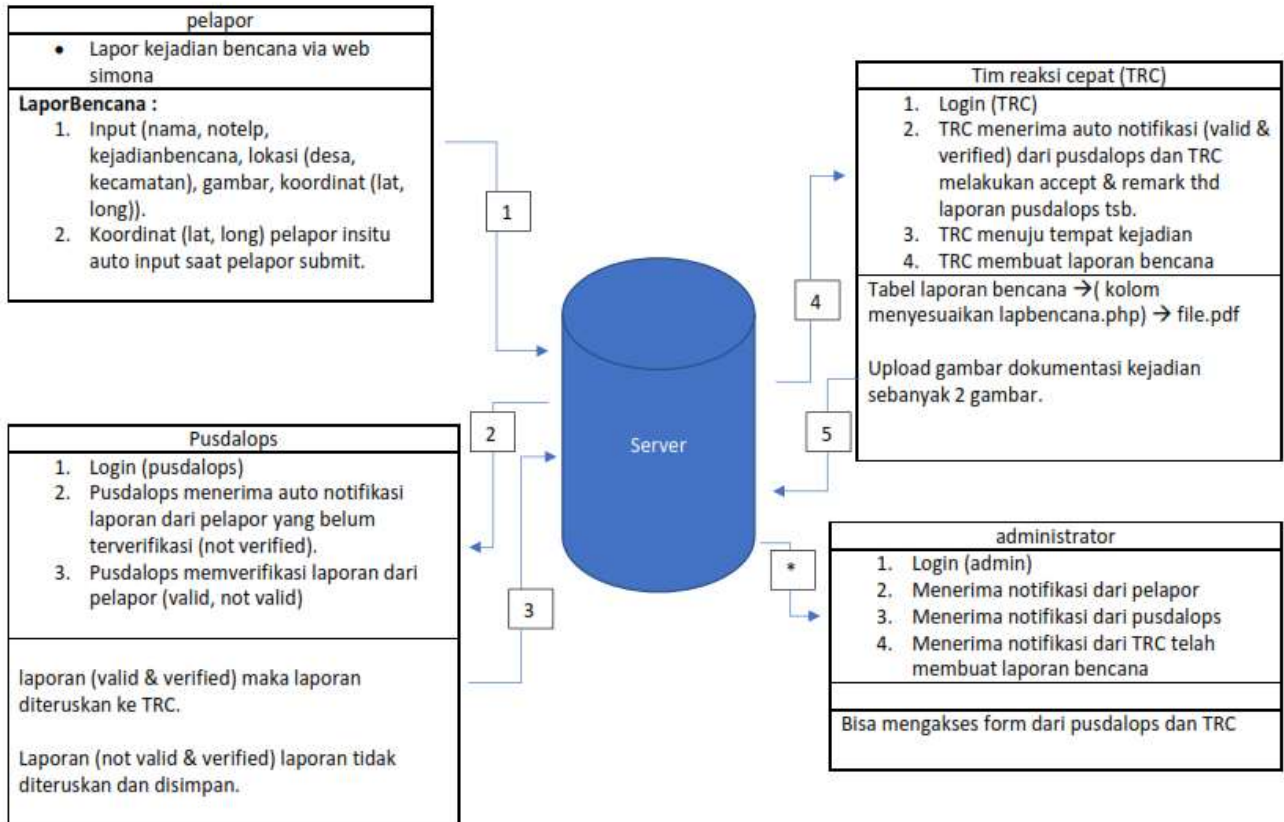 pelapor
• Lapor kejadian bencana via web
simona
LaporBencana :
1. Input (nama, notelp,
kejadianbencana, lokasi (desa,
kecamatan), gambar, koordinat (lat,
long)).
2. Koordinat (lat, long) pelapor insitu
auto input saat pelapor submit.
1
Tim reaksi cepat (TRC)
1. Login (TRC)
2. TRC menerima auto notifikasi (valid &
verified) dari pusdalops dan TRC
melakukan accept & remark thd
laporan pusdalops tsb.
3. TRC menuju tempat kejadian
4. TRC membuat laporan bencana
Tabel laporan bencana →( kolom
menyesuaikan lapbencana.php) → file.pdf
Upload gambar dokumentasi kejadian
sebanyak 2 gambar.
4
Server
5
2
Pusdalops
1. Login (pusdalops)
2. Pusdalops menerima auto notifikasi
laporan dari pelapor yang belum
terverifikasi (not verified).
3. Pusdalops memverifikasi laporan dari
pelapor (valid, not valid)
laporan (valid & verified) maka laporan
diteruskan ke TRC.
Laporan (not valid & verified) laporan tidak
diteruskan dan disimpan.
3
*
administrator
1. Login (admin)
2. Menerima notifikasi dari pelapor
3. Menerima notifikasi dari pusdalops
4. Menerima notifikasi dari TRC telah
membuat laporan bencana
Bisa mengakses form dari pusdalops dan TRC